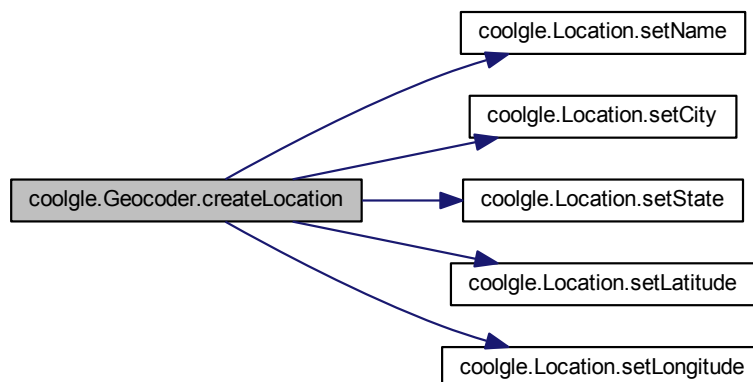 coolgle.Location.setName
coolgle.Location.setCity
coolgle.Geocoder.createLocation
coolgle.Location.setState
coolgle.Location.setLatitude
coolgle.Location.setLongitude